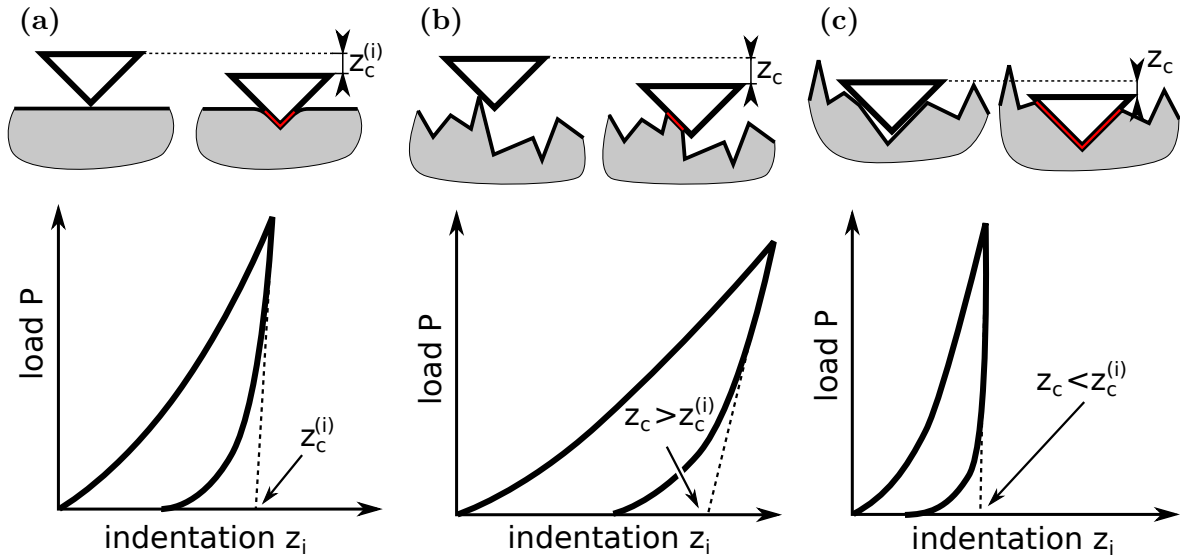 (a)
z_c^(i)
load P
z_c^(i)
indentation z_i
(b)
z_c
load P
z_c>z_c^(i)
indentation z_i
(c)
z_c
load P
z_c<z_c^(i)
indentation z_i